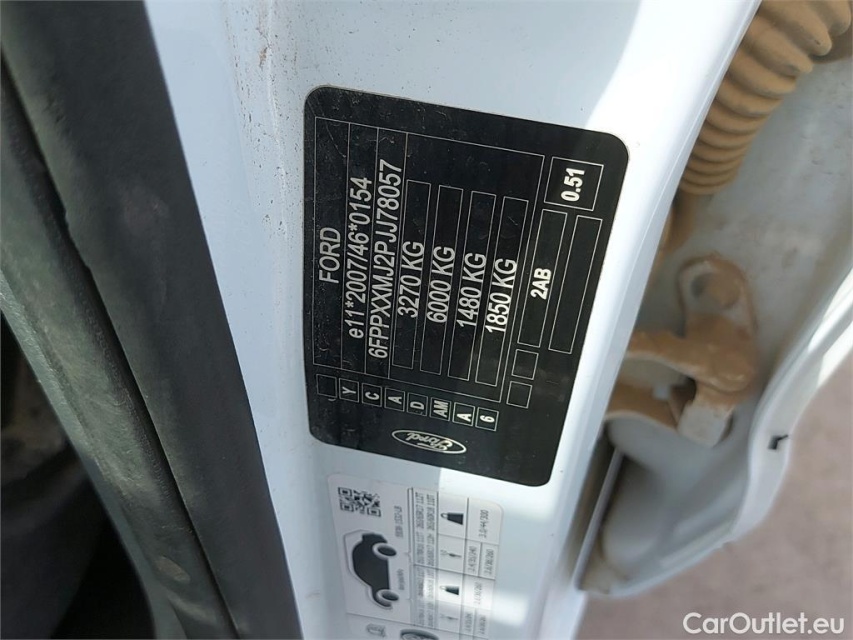 FORD
e11*2007/46*0154
6FPPXXMJ2PJJ78057
3270 KG
6000 KG
1480 KG
1850 KG
2AB
0.51
Y C A D AM A 6
Ford
CarOutlet.eu